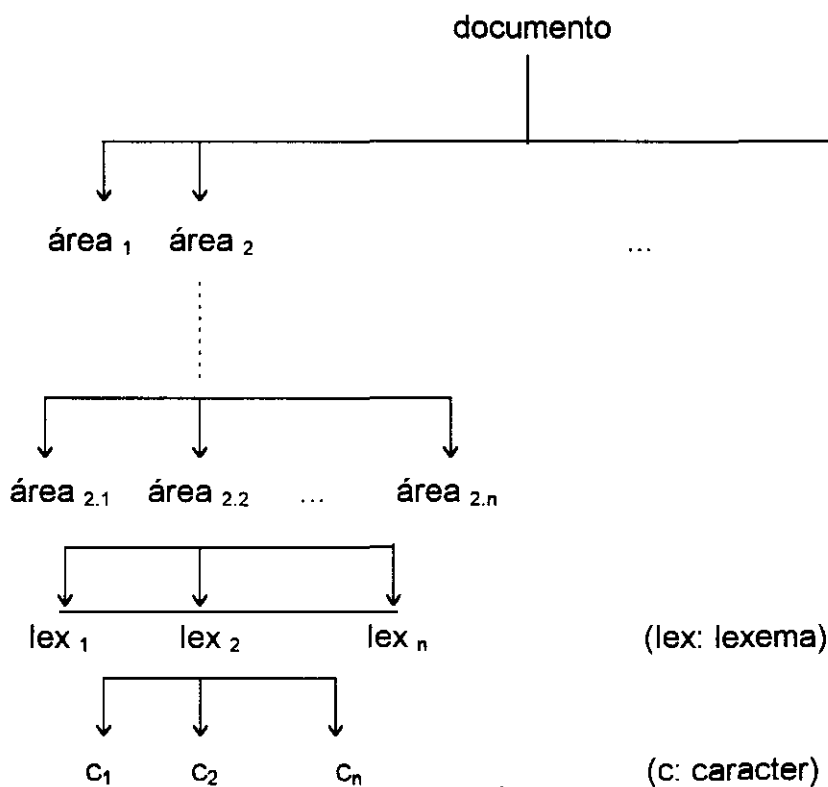 documento
área 1 área 2 ...
área 2.1 área 2.2 ... área 2.n
lex 1 lex 2 lex n (lex: lexema)
c1 c2 cn (c: caracter)